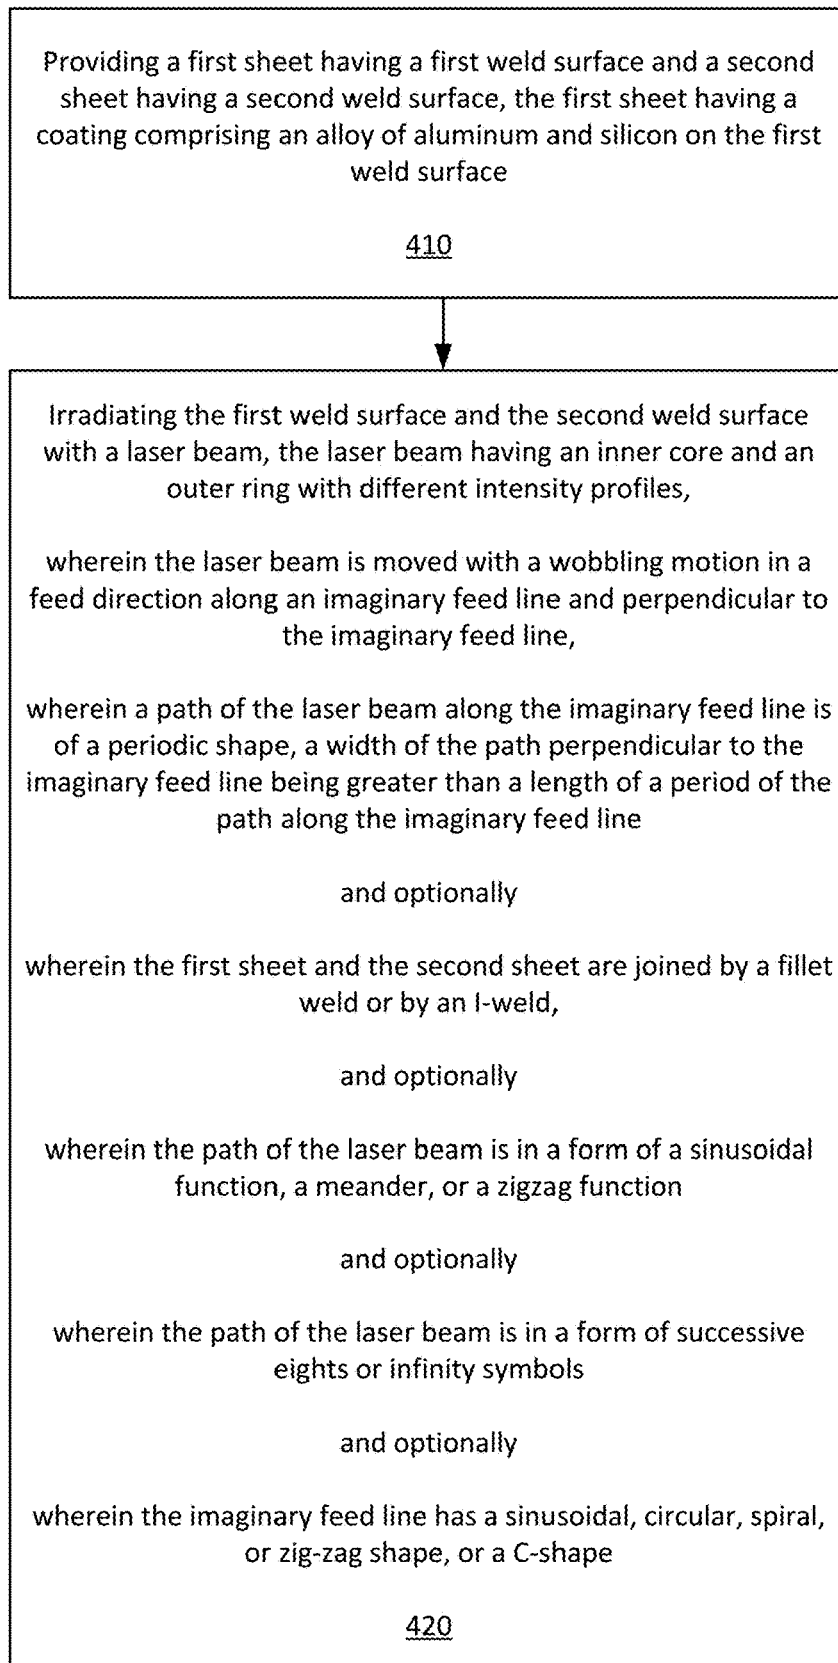 Providing a first sheet having a first weld surface and a second
sheet having a second weld surface, the first sheet having a
coating comprising an alloy of aluminum and silicon on the first
weld surface
410
Irradiating the first weld surface and the second weld surface
with a laser beam, the laser beam having an inner core and an
outer ring with different intensity profiles,
wherein the laser beam is moved with a wobbling motion in a
feed direction along an imaginary feed line and perpendicular to
the imaginary feed line,
wherein a path of the laser beam along the imaginary feed line is
of a periodic shape, a width of the path perpendicular to the
imaginary feed line being greater than a length of a period of the
path along the imaginary feed line
and optionally
wherein the first sheet and the second sheet are joined by a fillet
weld or by an I-weld,
and optionally
wherein the path of the laser beam is in a form of a sinusoidal
function, a meander, or a zigzag function
and optionally
wherein the path of the laser beam is in a form of successive
eights or infinity symbols
and optionally
wherein the imaginary feed line has a sinusoidal, circular, spiral,
or zig-zag shape, or a C-shape
420